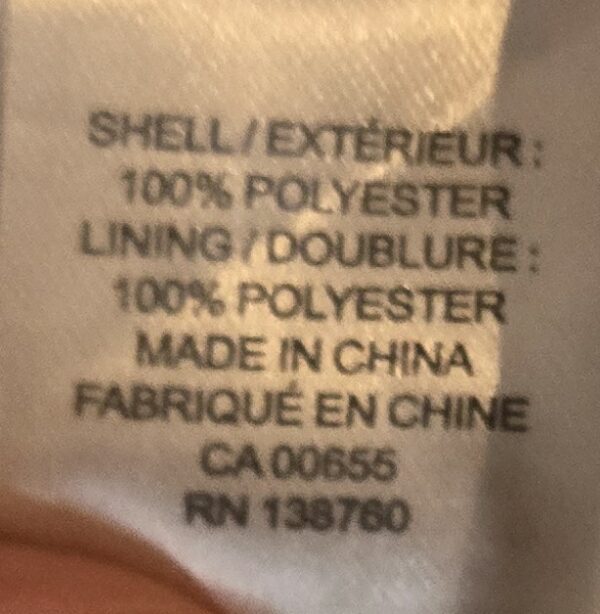 SHELL / EXTÉRIEUR :
100% POLYESTER
LINING / DOUBLURE :
100% POLYESTER
MADE IN CHINA
FABRIQUÉ EN CHINE
CA 00655
RN 138760